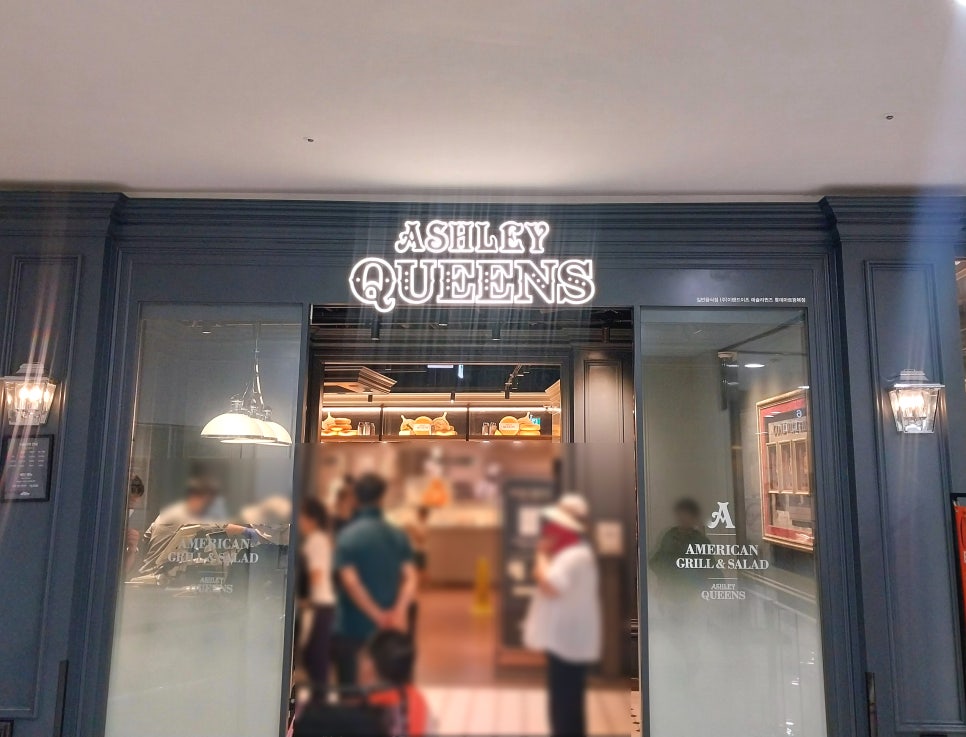 ASHLEY
QUEENS
AMERICAN
GRILL & SALAD
ASHLEY
QUEENS
A
AMERICAN
GRILL & SALAD
ASHLEY
QUEENS